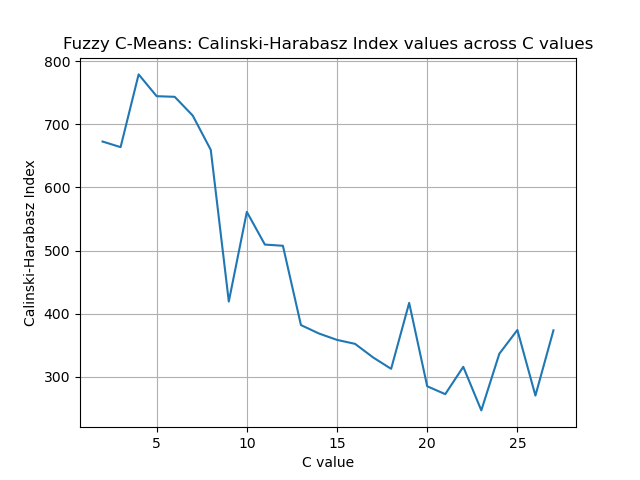 Fuzzy C-Means: Calinski-Harabasz Index values across C values
800
700
600
500
400
300
Calinski-Harabasz Index
5 10 15 20 25
C value